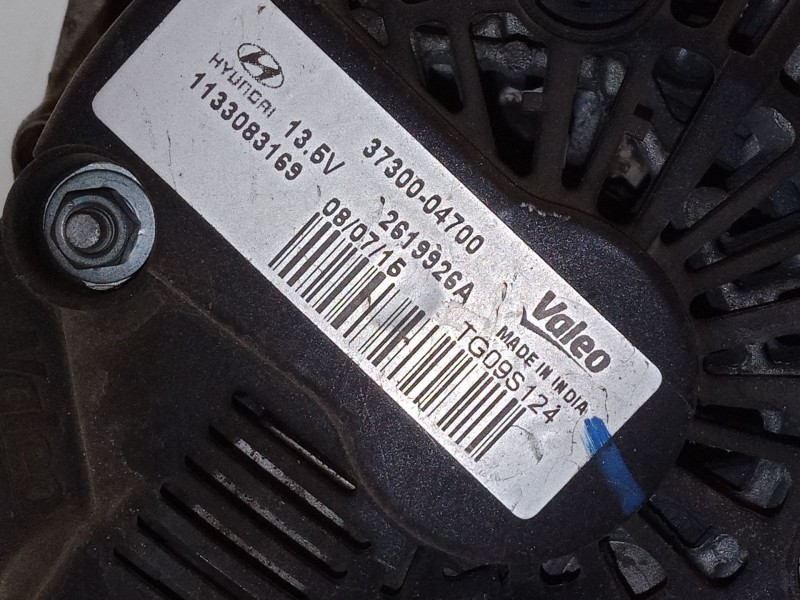 HYUNDAI
1133083169
13.5V
37300-04700
2619926A
08/07/15
TG09S124
Valeo
MADE IN INDIA